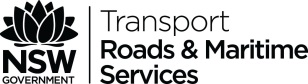 NSW
GOVERNMENT
Transport
Roads & Maritime
Services